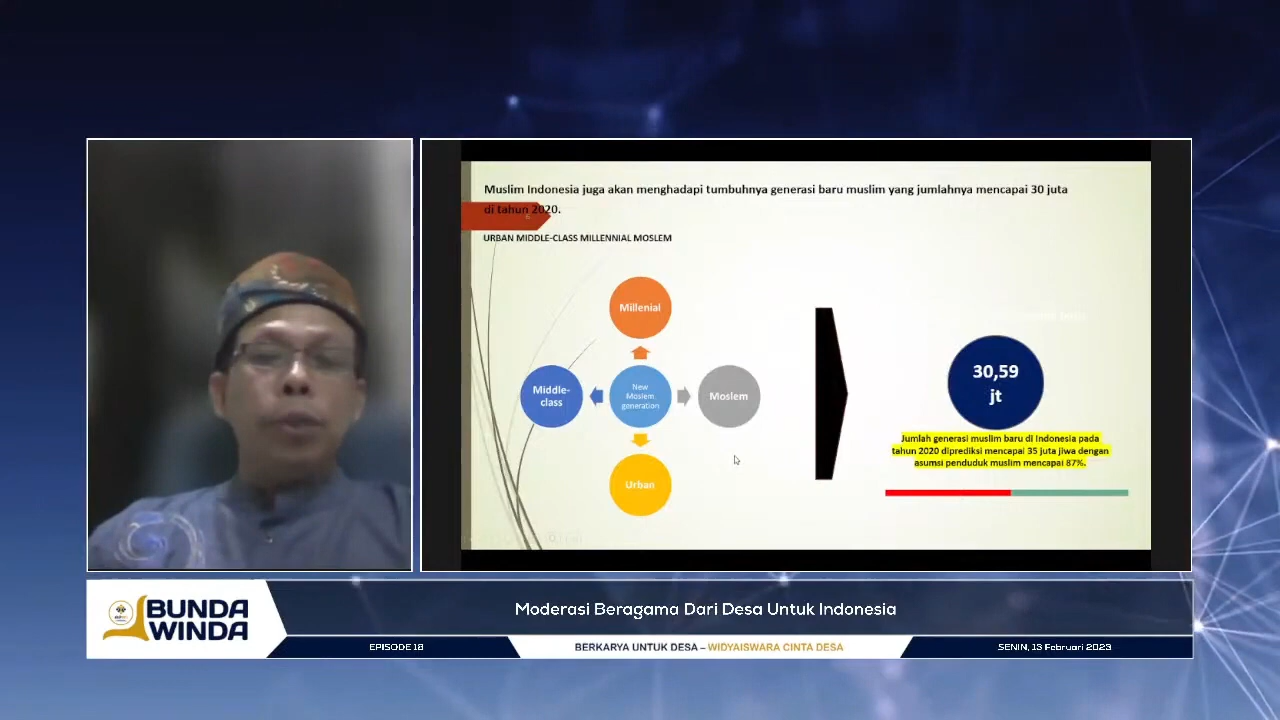 Muslim Indonesia juga akan menghadapi tumbuhnya generasi baru muslim yang jumlahnya mencapai 30 juta
di tahun 2020.
URBAN MIDDLE-CLASS MILLENNIAL MOSLEM
Millenial
Middle-
class
New
Moslem
generation
Moslem
Urban
30,59
jt
Jumlah generasi muslim baru di Indonesia pada
tahun 2020 diprediksi mencapai 35 juta jiwa dengan
asumsi penduduk muslim mencapai 87%.
BUNDA
WINDA
Moderasi Beragama Dari Desa Untuk Indonesia
EPISODE 18
BERKARYA UNTUK DESA – WIDYAISWARA CINTA DESA
SENIN, 13 Februari 2023